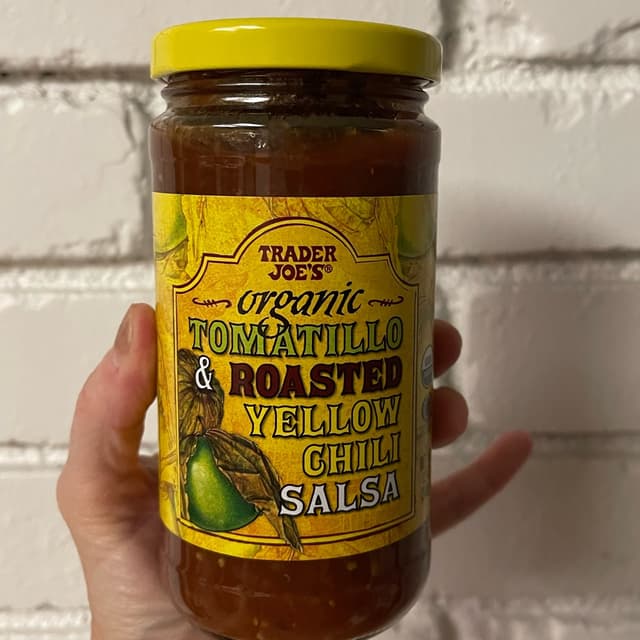 TRADER
JOE'S®
organic
TOMATILLO
& ROASTED
YELLOW
CHILI
SALSA